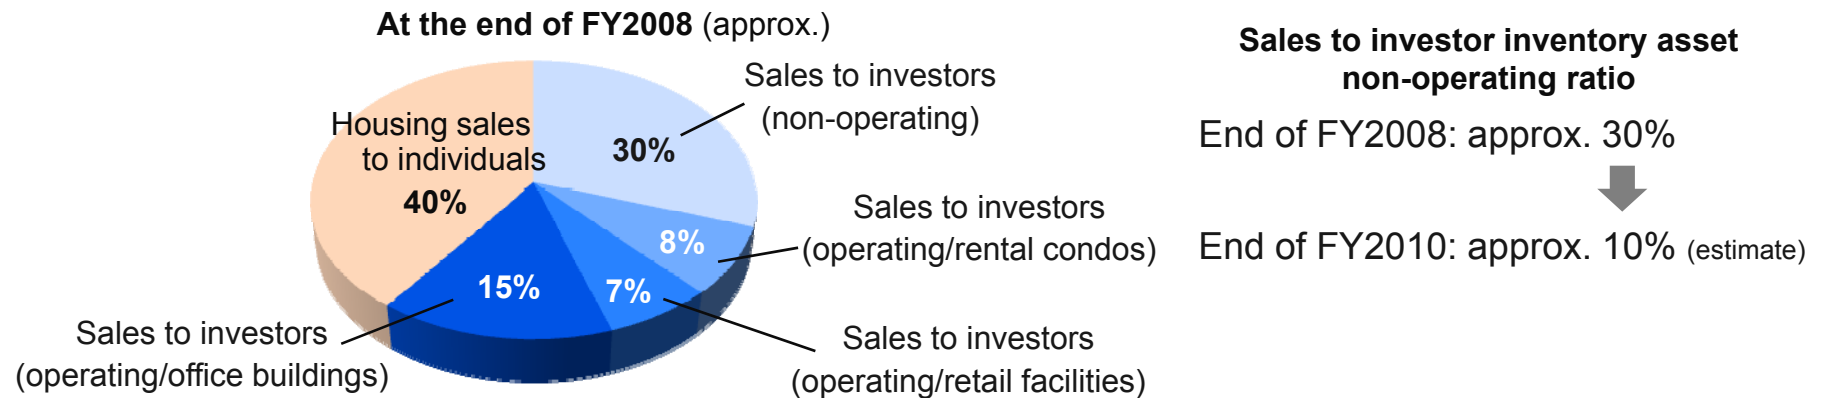 At the end of FY2008 (approx.)
Sales to investors
(non-operating)
30%
Housing sales
to individuals
40%
Sales to investors
(operating/rental condos)
8%
7%
15%
Sales to investors
(operating/office buildings)
Sales to investors
(operating/retail facilities)
Sales to investor inventory asset
non-operating ratio
End of FY2008: approx. 30%
End of FY2010: approx. 10% (estimate)